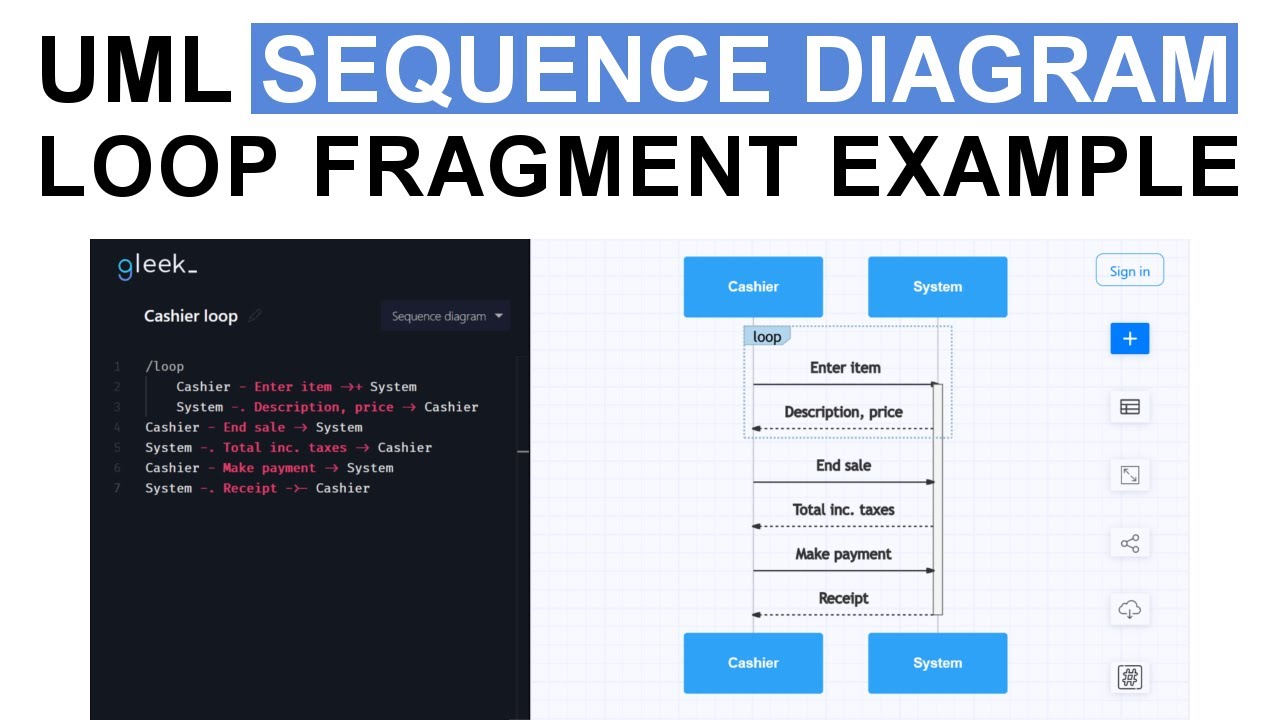 UML SEQUENCE DIAGRAM
LOOP FRAGMENT EXAMPLE
gleek_
Cashier loop
Sequence diagram
1 /loop
2 Cashier - Enter item ->+ System
3 System -. Description, price -> Cashier
4 Cashier - End sale -> System
5 System -. Total inc. taxes -> Cashier
6 Cashier - Make payment -> System
7 System -. Receipt ->- Cashier
Cashier System
Sign in
loop
Enter item
Description, price
End sale
Total inc. taxes
Make payment
Receipt
Cashier System